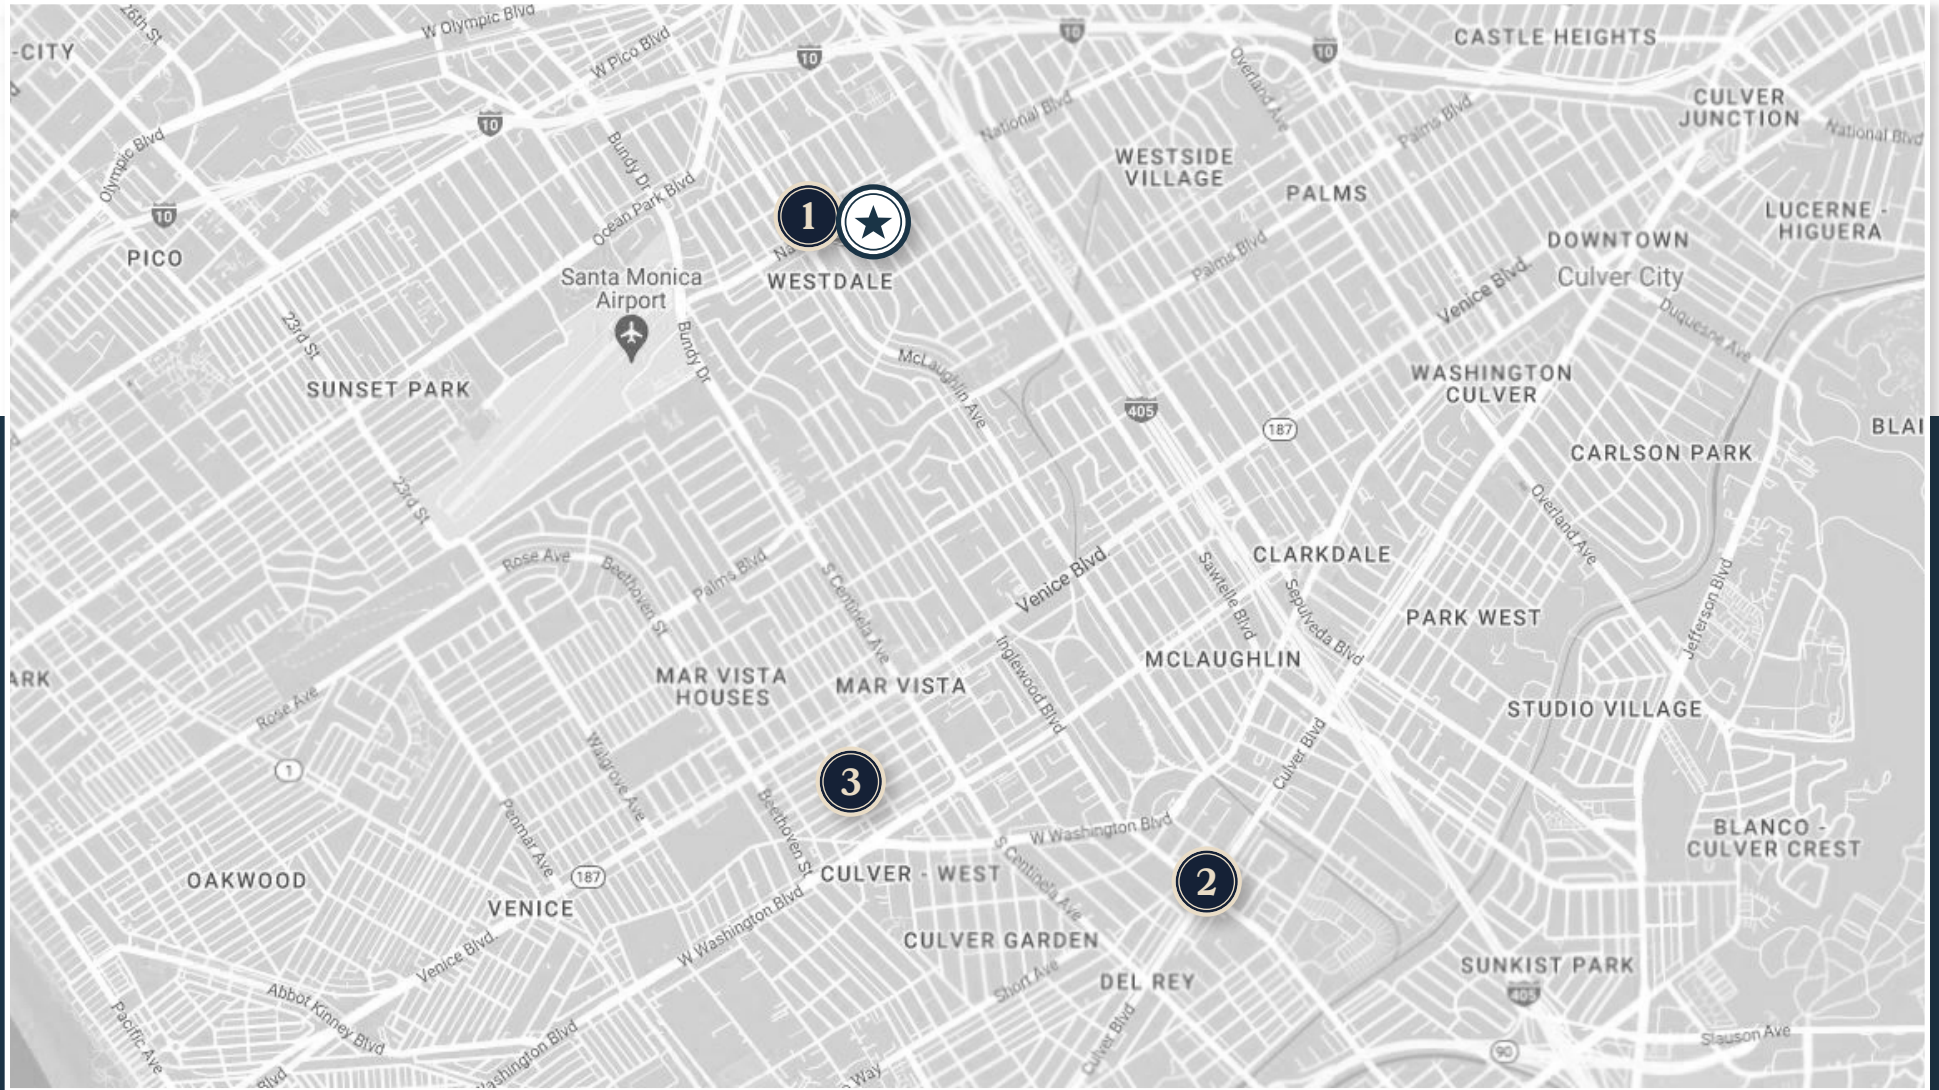 26th St
W Olympic Blvd
-CITY
W Pico Blvd
10
10
10
CASTLE HEIGHTS
Overland Ave
CULVER
JUNCTION
National Blvd
National Blvd
Palms Blvd
10
Olympic Blvd
Bundy Dr
WESTSIDE
VILLAGE
PALMS
Ocean Park Blvd
10
1
LUCERNE -
HIGUERA
PICO
Na
DOWNTOWN
Culver City
Palms Blvd
Santa Monica
Airport
WESTDALE
Venice Blvd.
Duquesne Ave
23rd St
Bundy Dr
McLaughlin Ave
SUNSET PARK
WASHINGTON
CULVER
405
187
BLAI
CARLSON PARK
23rd St
Overland Ave
Rose Ave
Beethoven St
Palms Blvd
S Centinela Ave
Venice Blvd.
Sawtelle Blvd
CLARKDALE
Sepulveda Blvd
Jefferson Blvd
PARK WEST
ARK
MAR VISTA
HOUSES
MAR VISTA
Inglewood Blvd
MCLAUGHLIN
Rose Ave
STUDIO VILLAGE
1
Walgrove Ave
3
Culver Blvd
Penmar Ave
Beethoven St
W Washington Blvd
S Centinela Ave
BLANCO -
CULVER CREST
OAKWOOD
187
CULVER - WEST
2
VENICE
W Washington Blvd
CULVER GARDEN
Venice Blvd.
Short Ave
DEL REY
SUNKIST PARK
405
Abbot Kinney Blvd
Pacific Ave
Washington Blvd
Culver Blvd
Slauson Ave
90
Blvd
Way